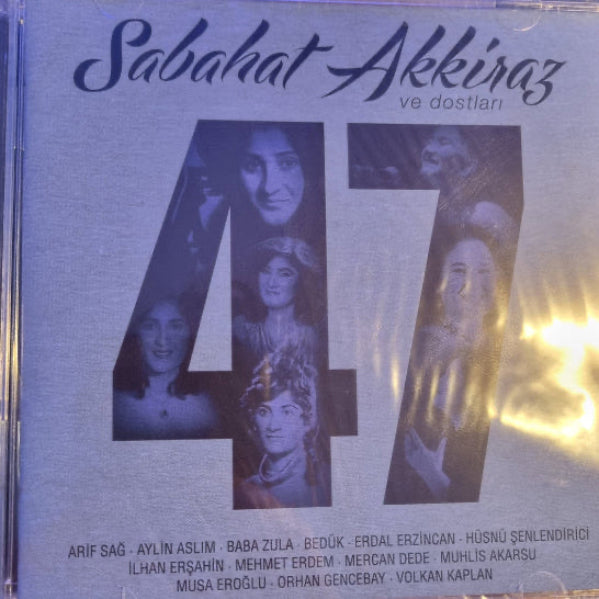 Sabahat Akkiraz
ve dostları
47
ARİF SAĞ · AYLİN ASLIM · BABA ZULA · BEDÜK · ERDAL ERZİNCAN · HÜSNÜ ŞENLENDİRİCİ
İLHAN ERŞAHİN · MEHMET ERDEM · MERCAN DEDE · MUHLİS AKARSU
MUSA EROĞLU · ORHAN GENCEBAY · VOLKAN KAPLAN